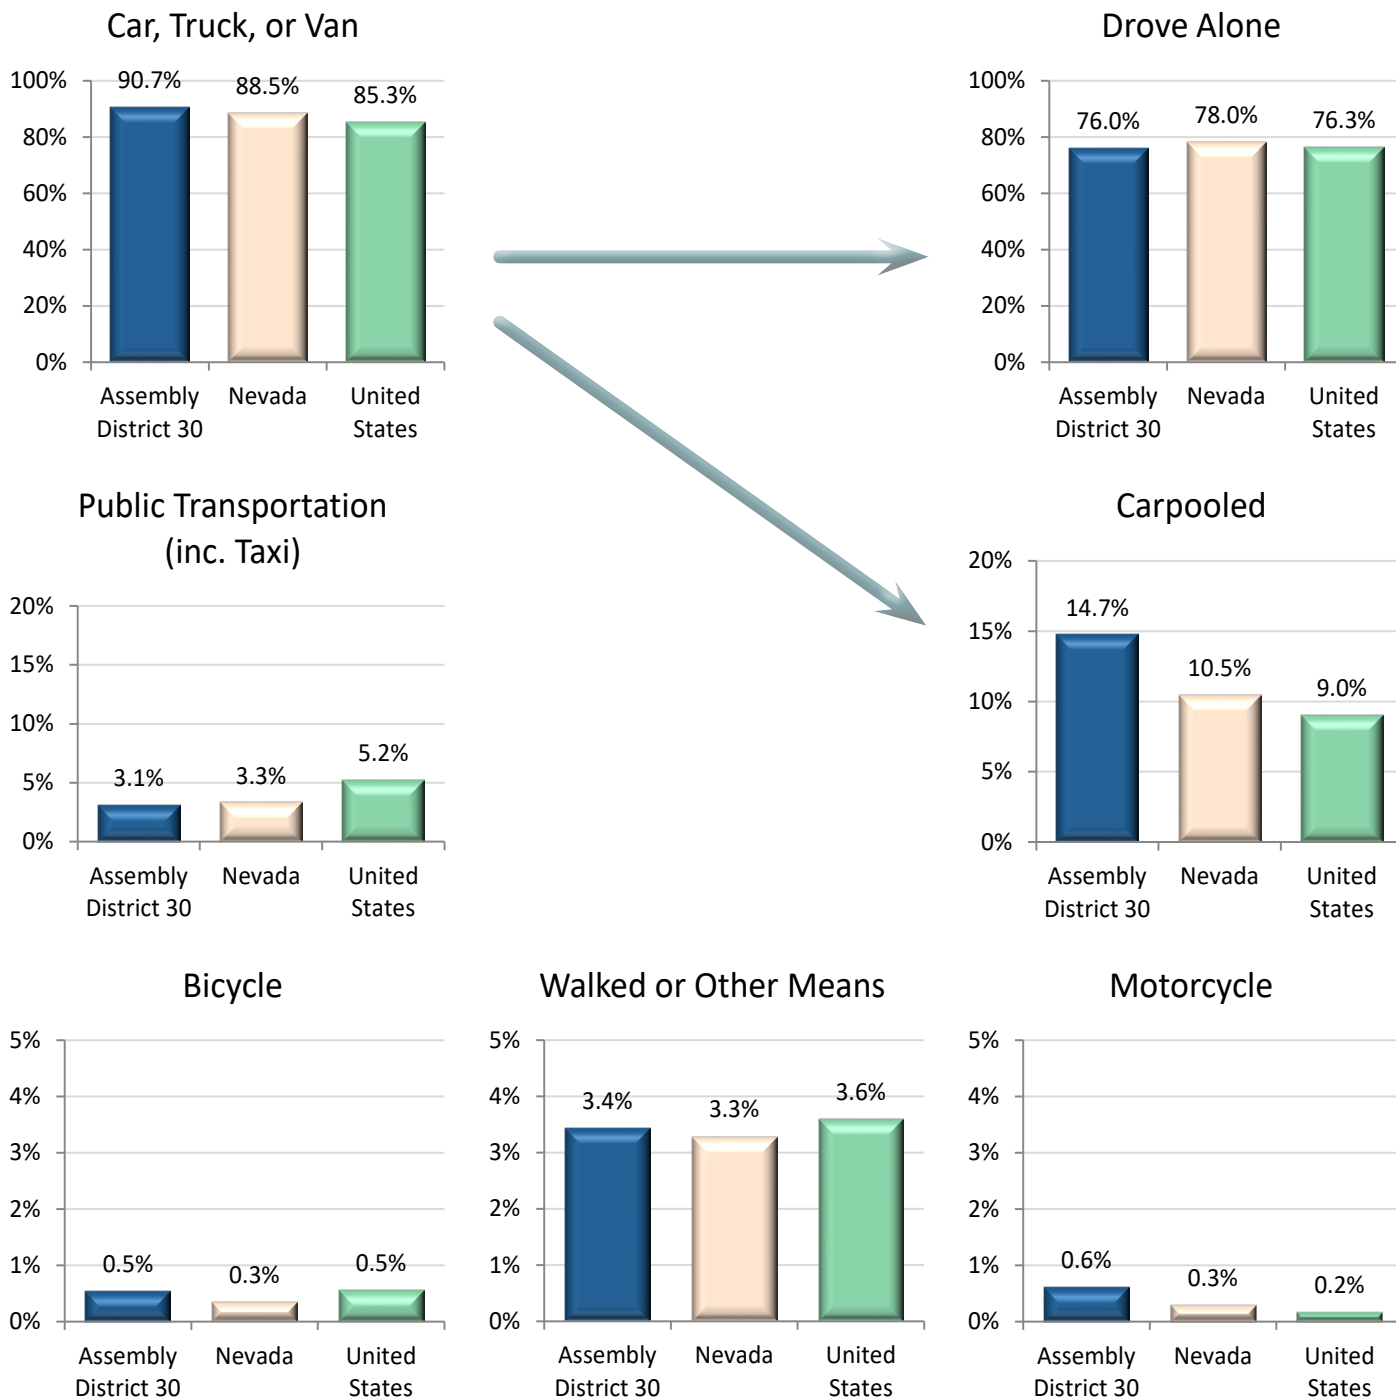 Car, Truck, or Van
100%
80%
60%
40%
20%
0%
90.7%
88.5%
85.3%
Assembly
District 30
Nevada
United
States
Drove Alone
100%
80%
60%
40%
20%
0%
76.0%
78.0%
76.3%
Assembly
District 30
Nevada
United
States
Public Transportation
(inc. Taxi)
20%
15%
10%
5%
0%
3.1%
3.3%
5.2%
Assembly
District 30
Nevada
United
States
Carpooled
20%
15%
10%
5%
0%
14.7%
10.5%
9.0%
Assembly
District 30
Nevada
United
States
Bicycle
5%
4%
3%
2%
1%
0%
0.5%
0.3%
0.5%
Assembly
District 30
Nevada
United
States
Walked or Other Means
5%
4%
3%
2%
1%
0%
3.4%
3.3%
3.6%
Assembly
District 30
Nevada
United
States
Motorcycle
5%
4%
3%
2%
1%
0%
0.6%
0.3%
0.2%
Assembly
District 30
Nevada
United
States